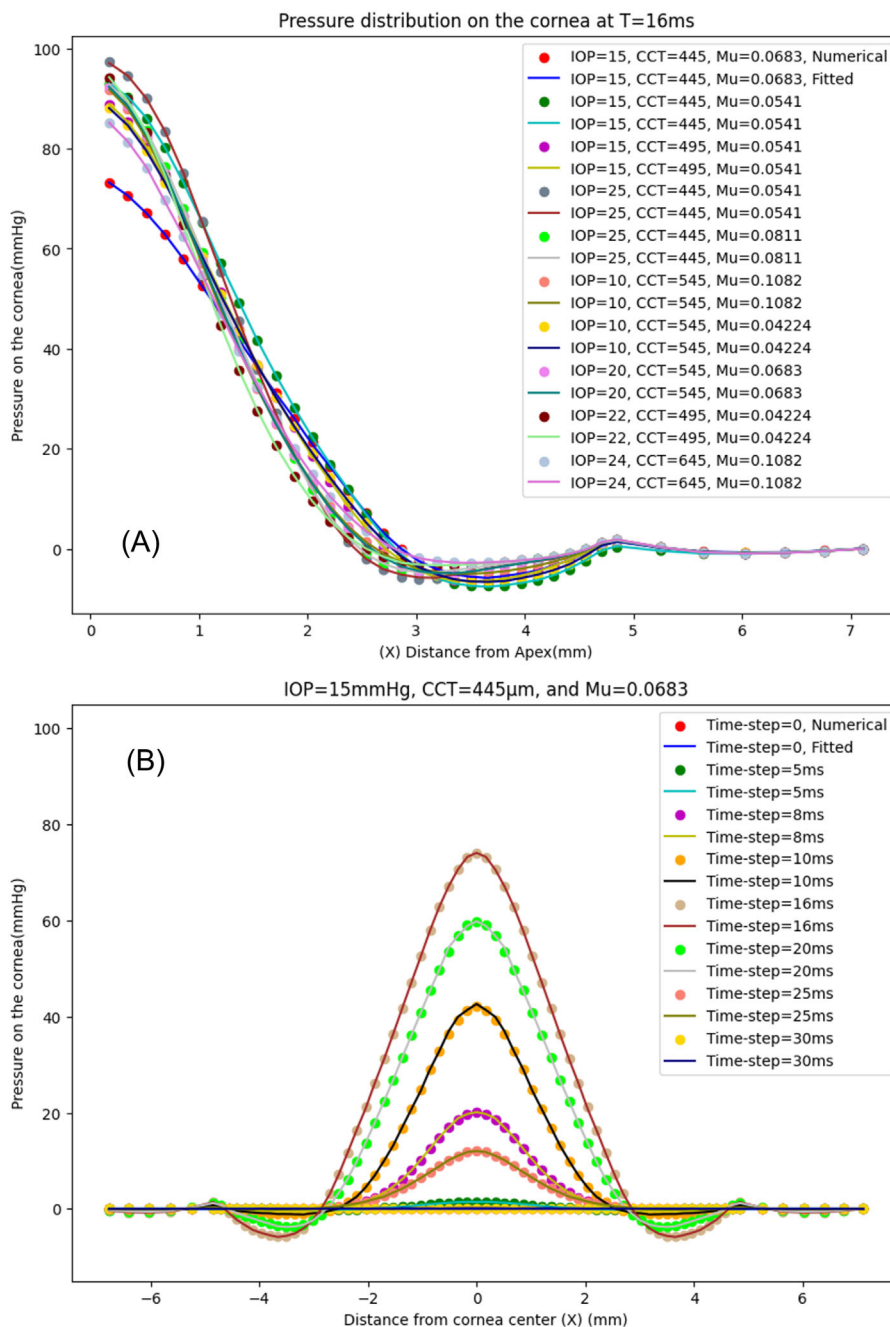 Pressure distribution on the cornea at T=16ms
100
80
60
40
20
0
Pressure on the cornea(mmHg)
IOP=15, CCT=445, Mu=0.0683, Numerical
IOP=15, CCT=445, Mu=0.0683, Fitted
IOP=15, CCT=445, Mu=0.0541
IOP=15, CCT=445, Mu=0.0541
IOP=15, CCT=495, Mu=0.0541
IOP=15, CCT=495, Mu=0.0541
IOP=25, CCT=445, Mu=0.0541
IOP=25, CCT=445, Mu=0.0541
IOP=25, CCT=445, Mu=0.0811
IOP=25, CCT=445, Mu=0.0811
IOP=10, CCT=545, Mu=0.1082
IOP=10, CCT=545, Mu=0.1082
IOP=10, CCT=545, Mu=0.04224
IOP=10, CCT=545, Mu=0.04224
IOP=20, CCT=545, Mu=0.0683
IOP=20, CCT=545, Mu=0.0683
IOP=22, CCT=495, Mu=0.04224
IOP=22, CCT=495, Mu=0.04224
IOP=24, CCT=645, Mu=0.1082
IOP=24, CCT=645, Mu=0.1082
(A)
0 1 2 3 4 5 6 7
(X) Distance from Apex(mm)
IOP=15mmHg, CCT=445μm, and Mu=0.0683
100
80
60
40
20
0
Pressure on the cornea(mmHg)
(B)
Time-step=0, Numerical
Time-step=0, Fitted
Time-step=5ms
Time-step=5ms
Time-step=8ms
Time-step=8ms
Time-step=10ms
Time-step=10ms
Time-step=16ms
Time-step=16ms
Time-step=20ms
Time-step=20ms
Time-step=25ms
Time-step=25ms
Time-step=30ms
Time-step=30ms
−6 −4 −2 0 2 4 6
Distance from cornea center (X) (mm)